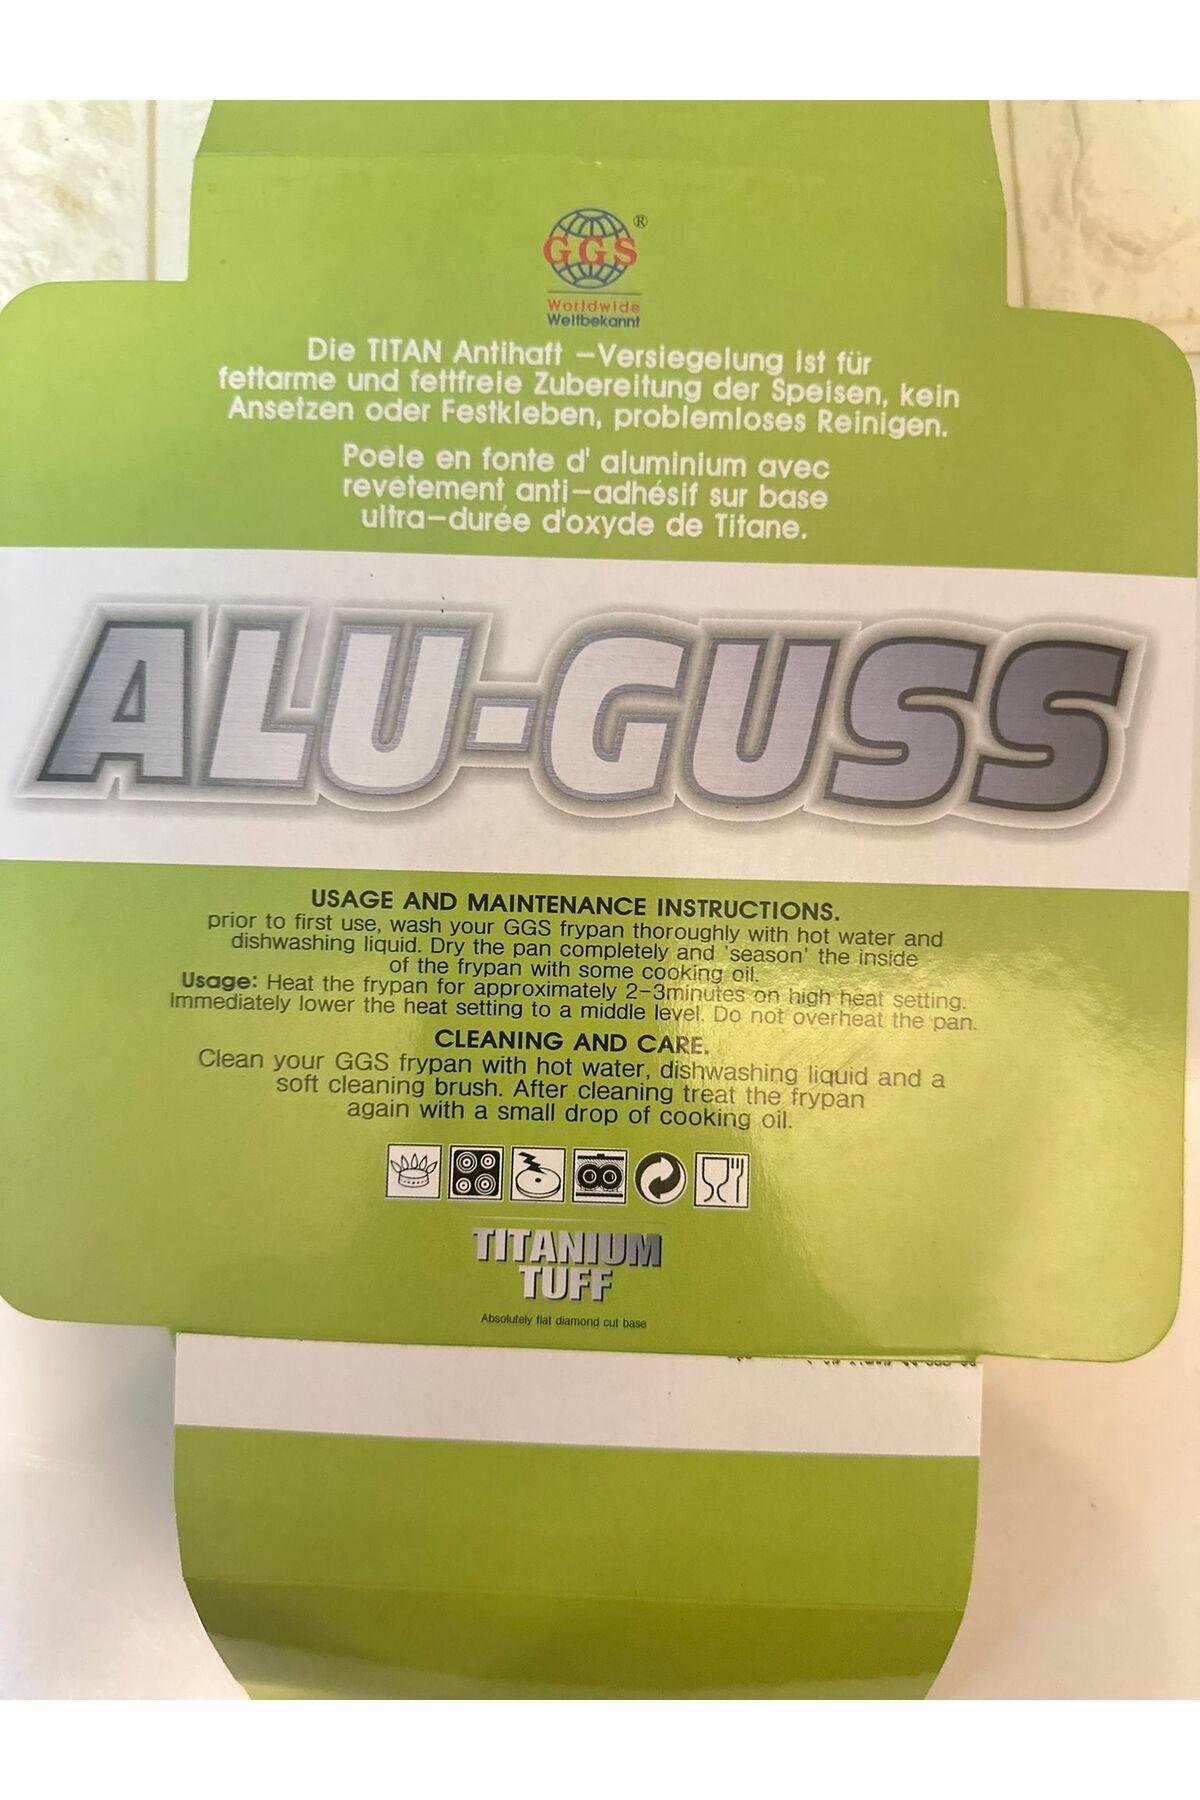 GGS®
Worldwide
Weltbekannt
Die TITAN Antihaft –Versiegelung ist für
fettarme und fettfreie Zubereitung der Speisen, kein
Ansetzen oder Festkleben, problemloses Reinigen.
Poêle en fonte d' aluminium avec
revêtement anti–adhésif sur base
ultra–durée d'oxyde de Titane.
ALU-GUSS
USAGE AND MAINTENANCE INSTRUCTIONS.
prior to first use, wash your GGS frypan thoroughly with hot water and
dishwashing liquid. Dry the pan completely and 'season' the inside
of the frypan with some cooking oil.
Usage: Heat the frypan for approximately 2–3minutes on high heat setting.
Immediately lower the heat setting to a middle level. Do not overheat the pan.
CLEANING AND CARE.
Clean your GGS frypan with hot water, dishwashing liquid and a
soft cleaning brush. After cleaning treat the frypan
again with a small drop of cooking oil.
TITANIUM
TUFF
Absolutely flat diamond cut base